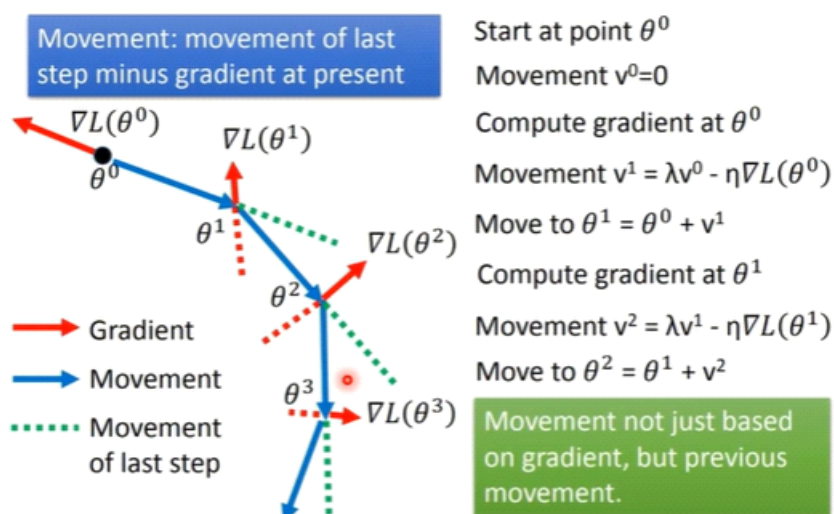 Movement: movement of last
step minus gradient at present
∇L(θ⁰)
θ⁰
∇L(θ¹)
θ¹
∇L(θ²)
θ²
θ³
∇L(θ³)
Gradient
Movement
Movement
of last step
Start at point θ⁰
Movement v⁰=0
Compute gradient at θ⁰
Movement v¹ = λv⁰ - η∇L(θ⁰)
Move to θ¹ = θ⁰ + v¹
Compute gradient at θ¹
Movement v² = λv¹ - η∇L(θ¹)
Move to θ² = θ¹ + v²
Movement not just based
on gradient, but previous
movement.